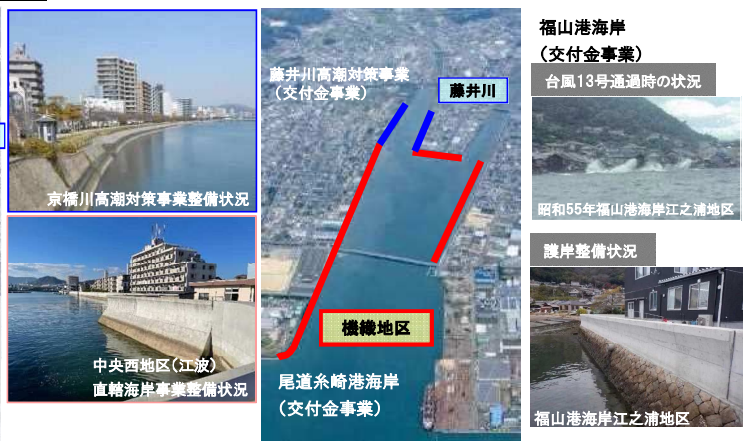 京橋川高潮対策事業整備状況
中央西地区(江波)
直轄海岸事業整備状況
藤井川高潮対策事業
(交付金事業)
藤井川
機織地区
尾道糸崎港海岸
(交付金事業)
福山港海岸
(交付金事業)
台風13号通過時の状況
昭和55年福山港海岸江之浦地区
護岸整備状況
福山港海岸江之浦地区